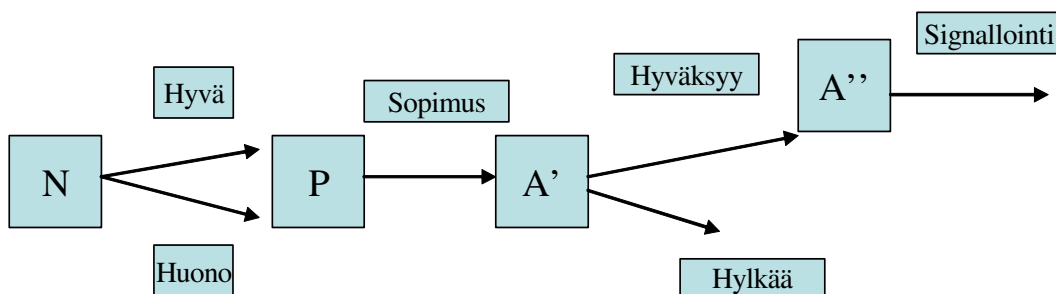 Signallointi
Hyväksyy
A’’
Hyvä
Sopimus
N
P
A’
Huono
Hylkää